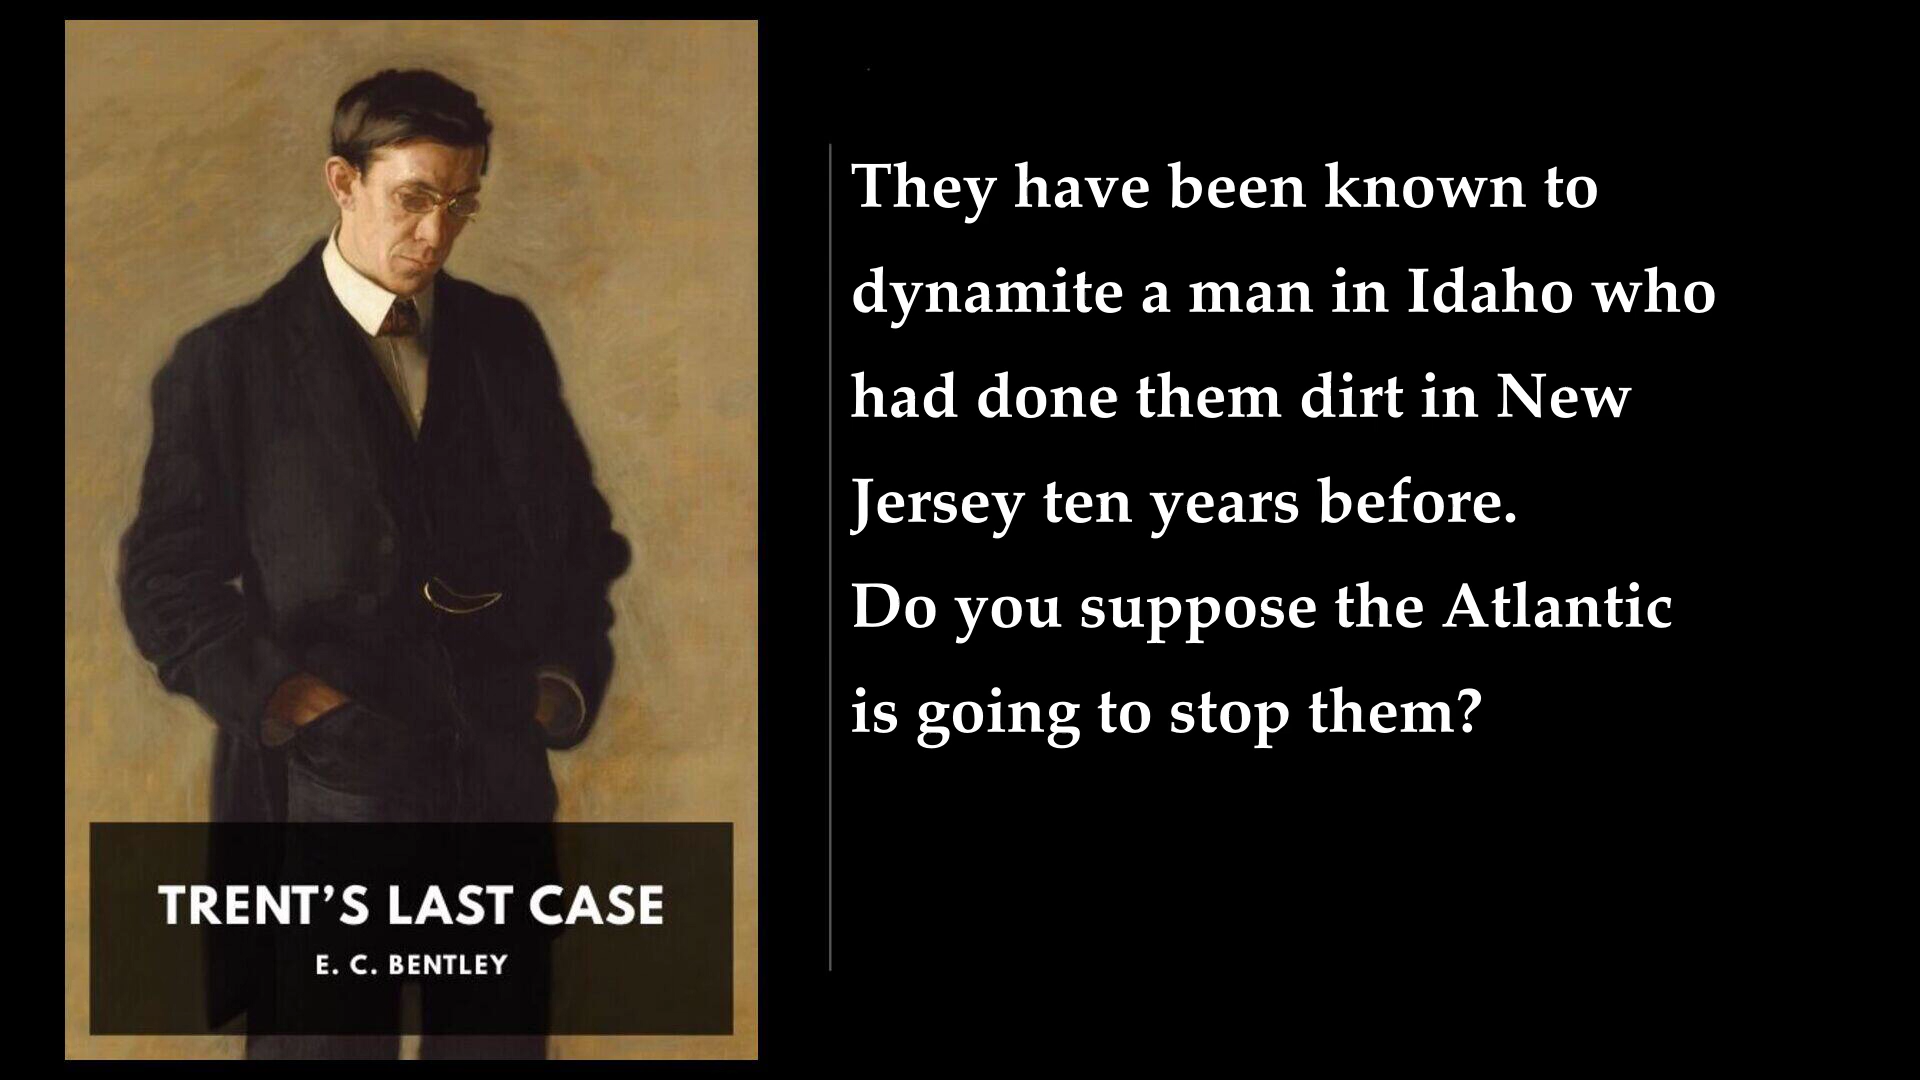 They have been known to
dynamite a man in Idaho who
had done them dirt in New
Jersey ten years before.
Do you suppose the Atlantic
is going to stop them?
TRENT’S LAST CASE
E. C. BENTLEY